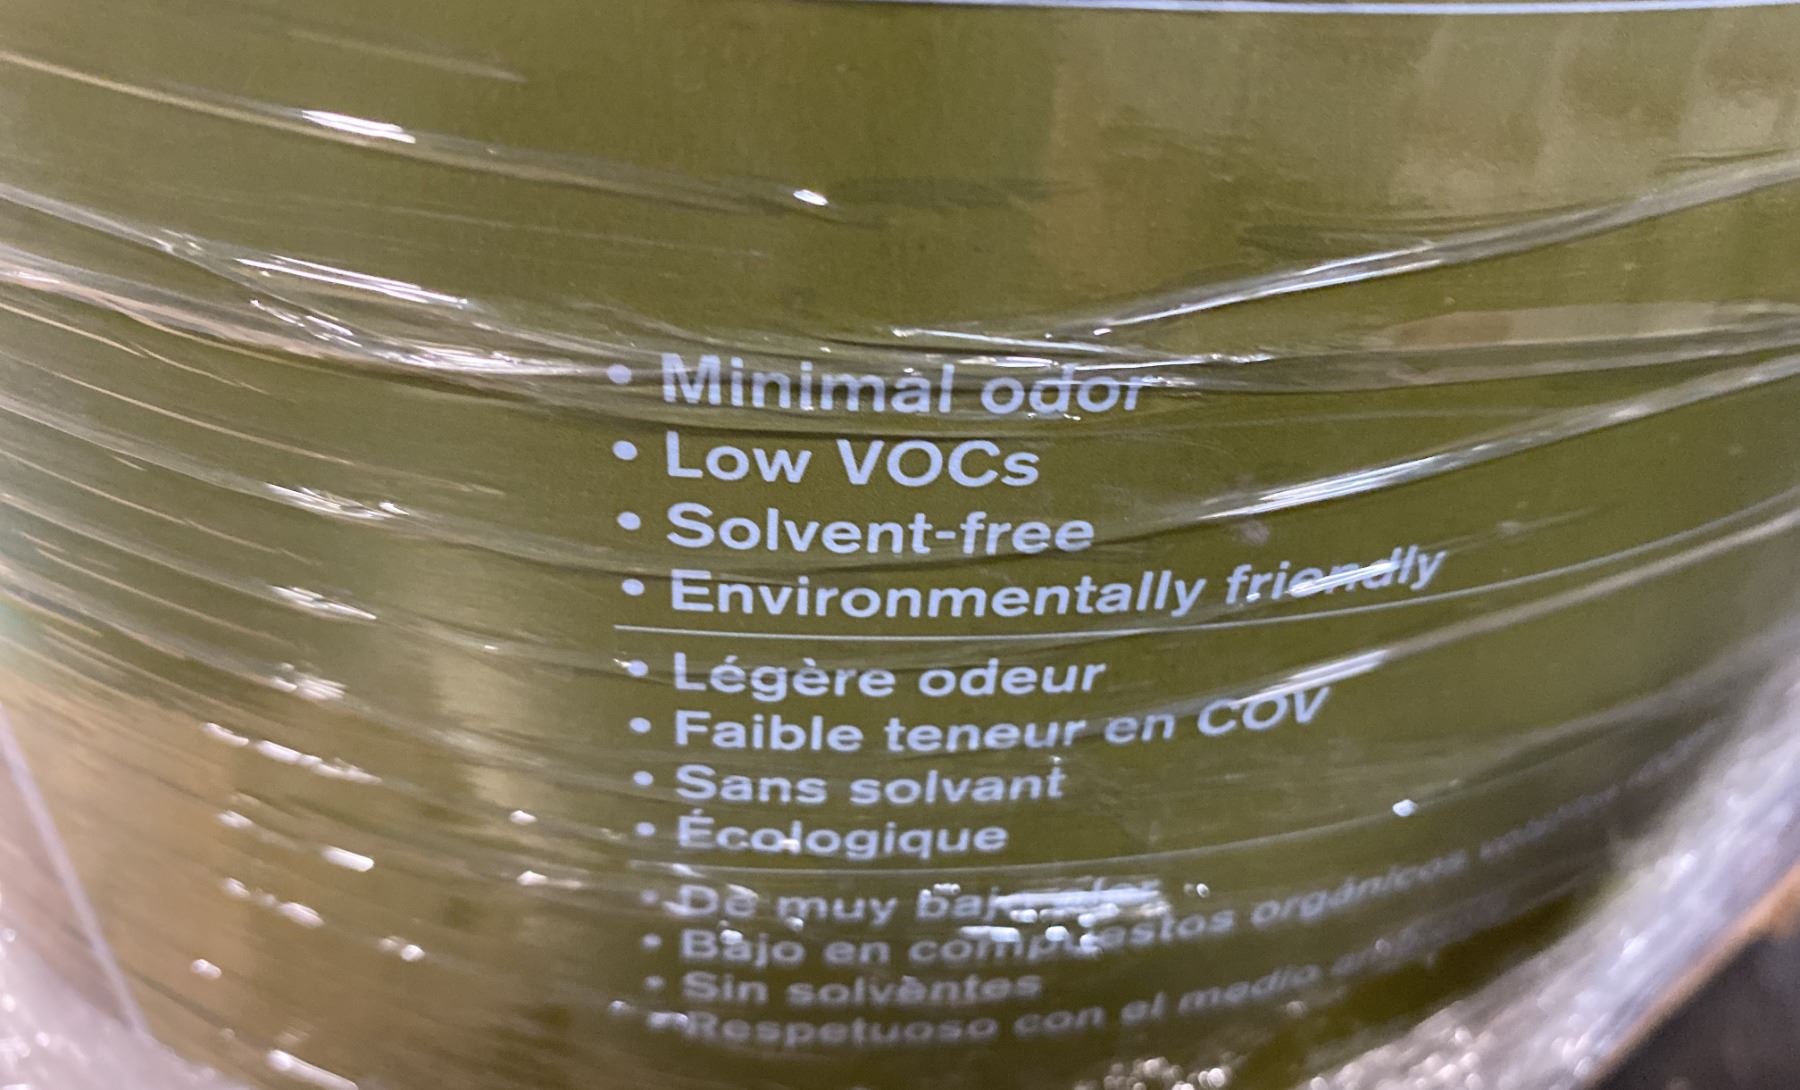 • Minimal odor
• Low VOCs
• Solvent-free
• Environmentally friendly
• Légère odeur
• Faible teneur en COV
• Sans solvant
• Écologique
• De muy bajo
• Bajo en compuestos orgánicos
• Sin solventes
• Respetuoso con el medio